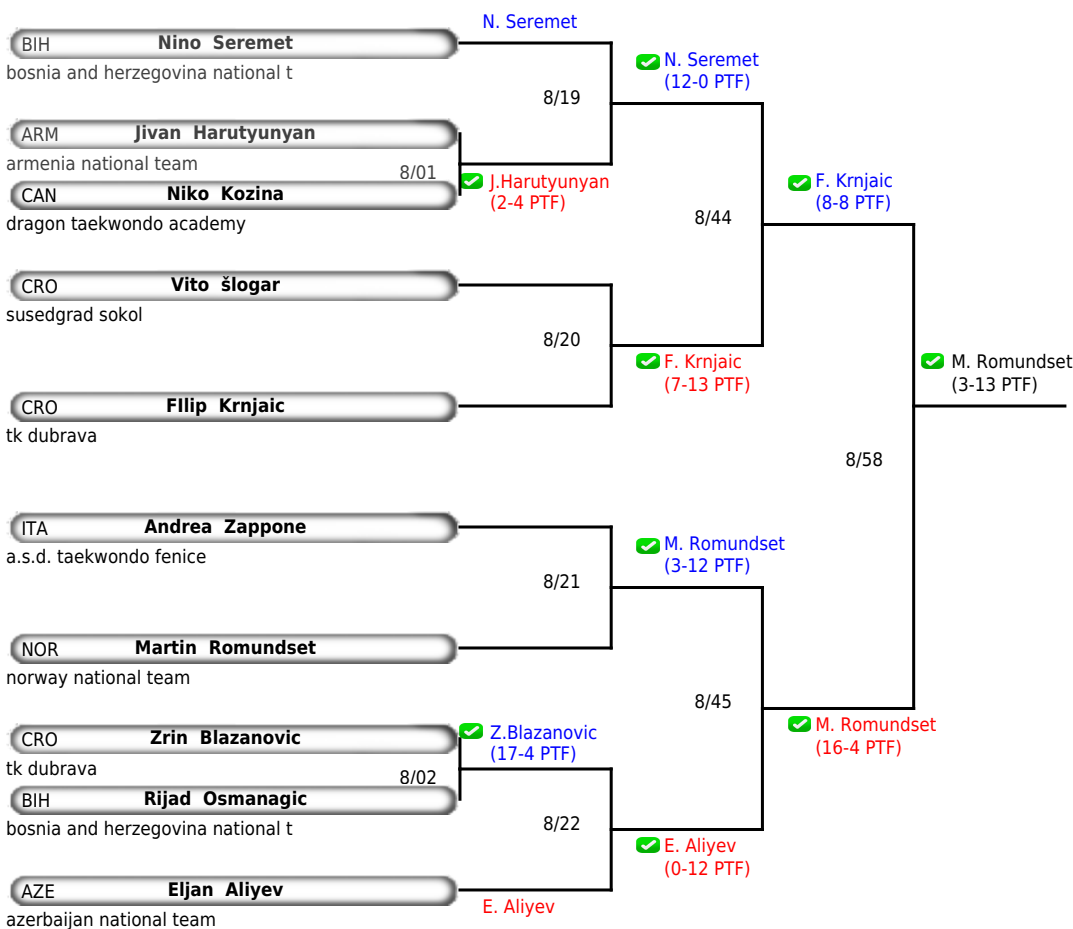 N. Seremet
BIH Nino Seremet
bosnia and herzegovina national t
N. Seremet
(12-0 PTF)
8/19
ARM Jivan Harutyunyan
armenia national team
8/01
J.Harutyunyan
(2-4 PTF)
CAN Niko Kozina
dragon taekwondo academy
F. Krnjaic
(8-8 PTF)
8/44
CRO Vito šlogar
susedgrad sokol
8/20
F. Krnjaic
(7-13 PTF)
CRO FIlip Krnjaic
tk dubrava
M. Romundset
(3-13 PTF)
8/58
ITA Andrea Zappone
a.s.d. taekwondo fenice
M. Romundset
(3-12 PTF)
8/21
NOR Martin Romundset
norway national team
8/45
M. Romundset
(16-4 PTF)
CRO Zrin Blazanovic
tk dubrava
Z.Blazanovic
(17-4 PTF)
8/02
BIH Rijad Osmanagic
bosnia and herzegovina national t
8/22
E. Aliyev
(0-12 PTF)
AZE Eljan Aliyev
azerbaijan national team
E. Aliyev